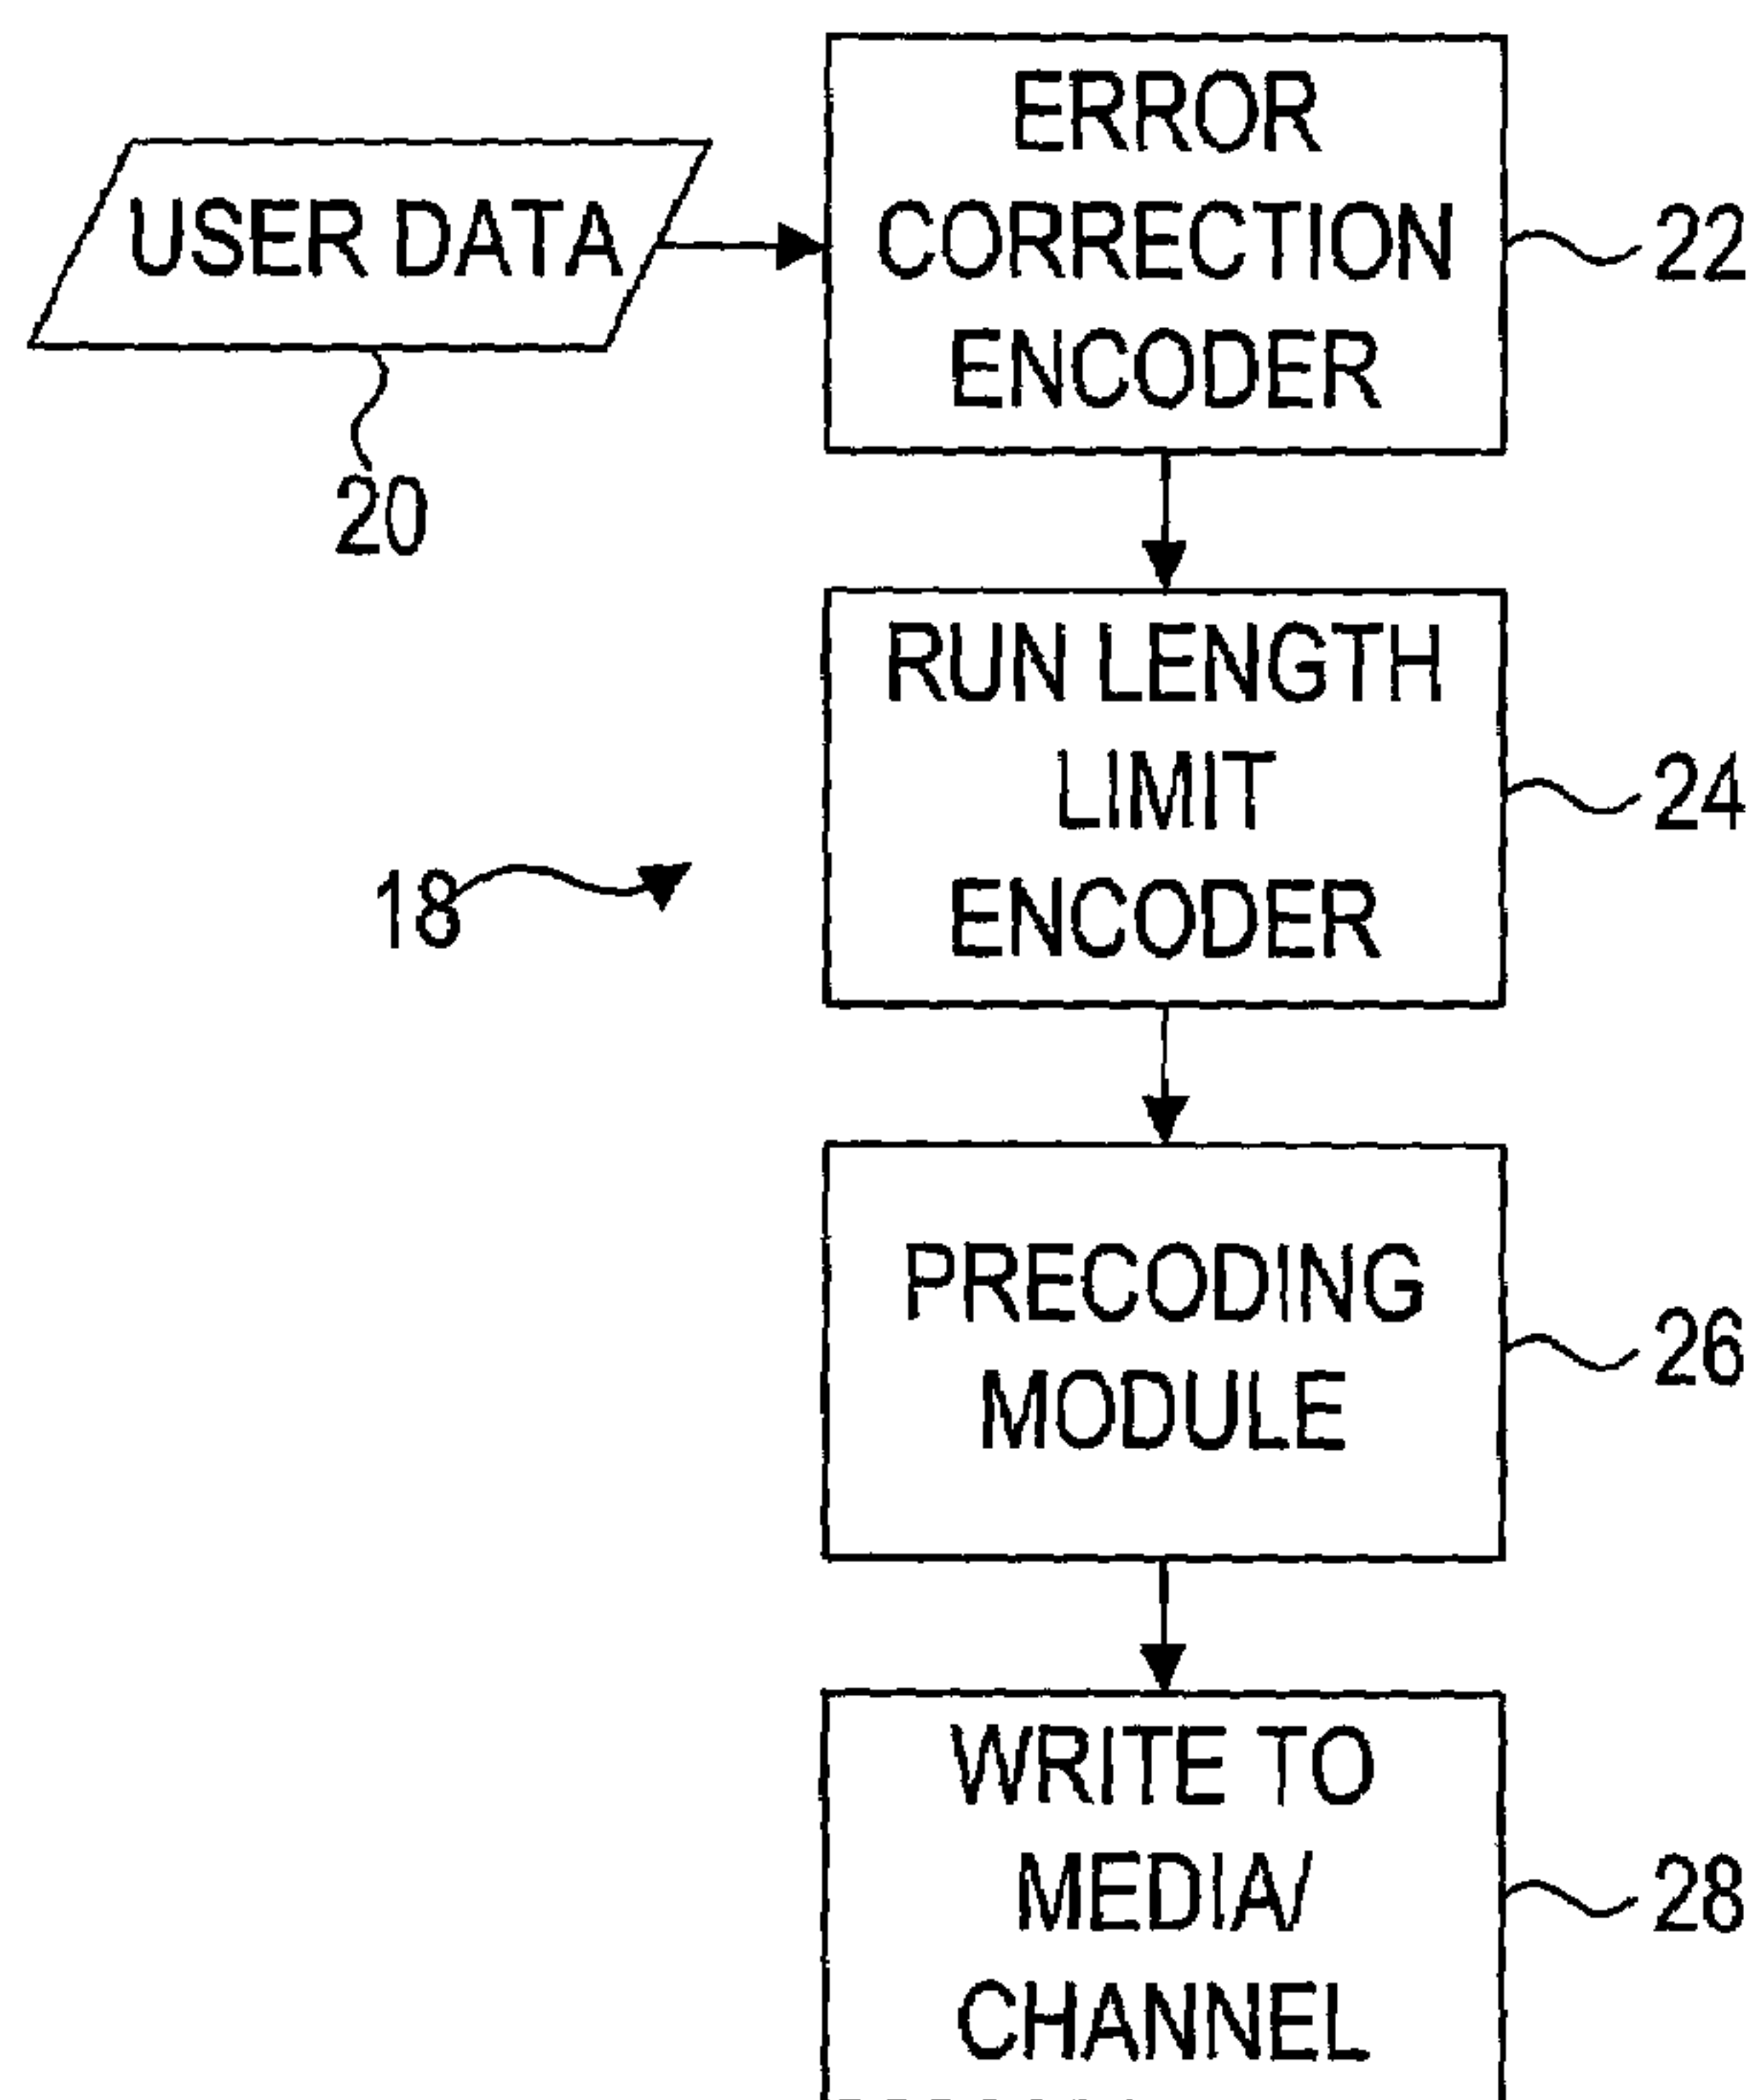 ERROR
CORRECTION
ENCODER
USER DATA
22
20
RUN LENGTH
LIMIT
ENCODER
24
18
PRECODING
MODULE
26
WRITE TO
MEDIA/
CHANNEL
28